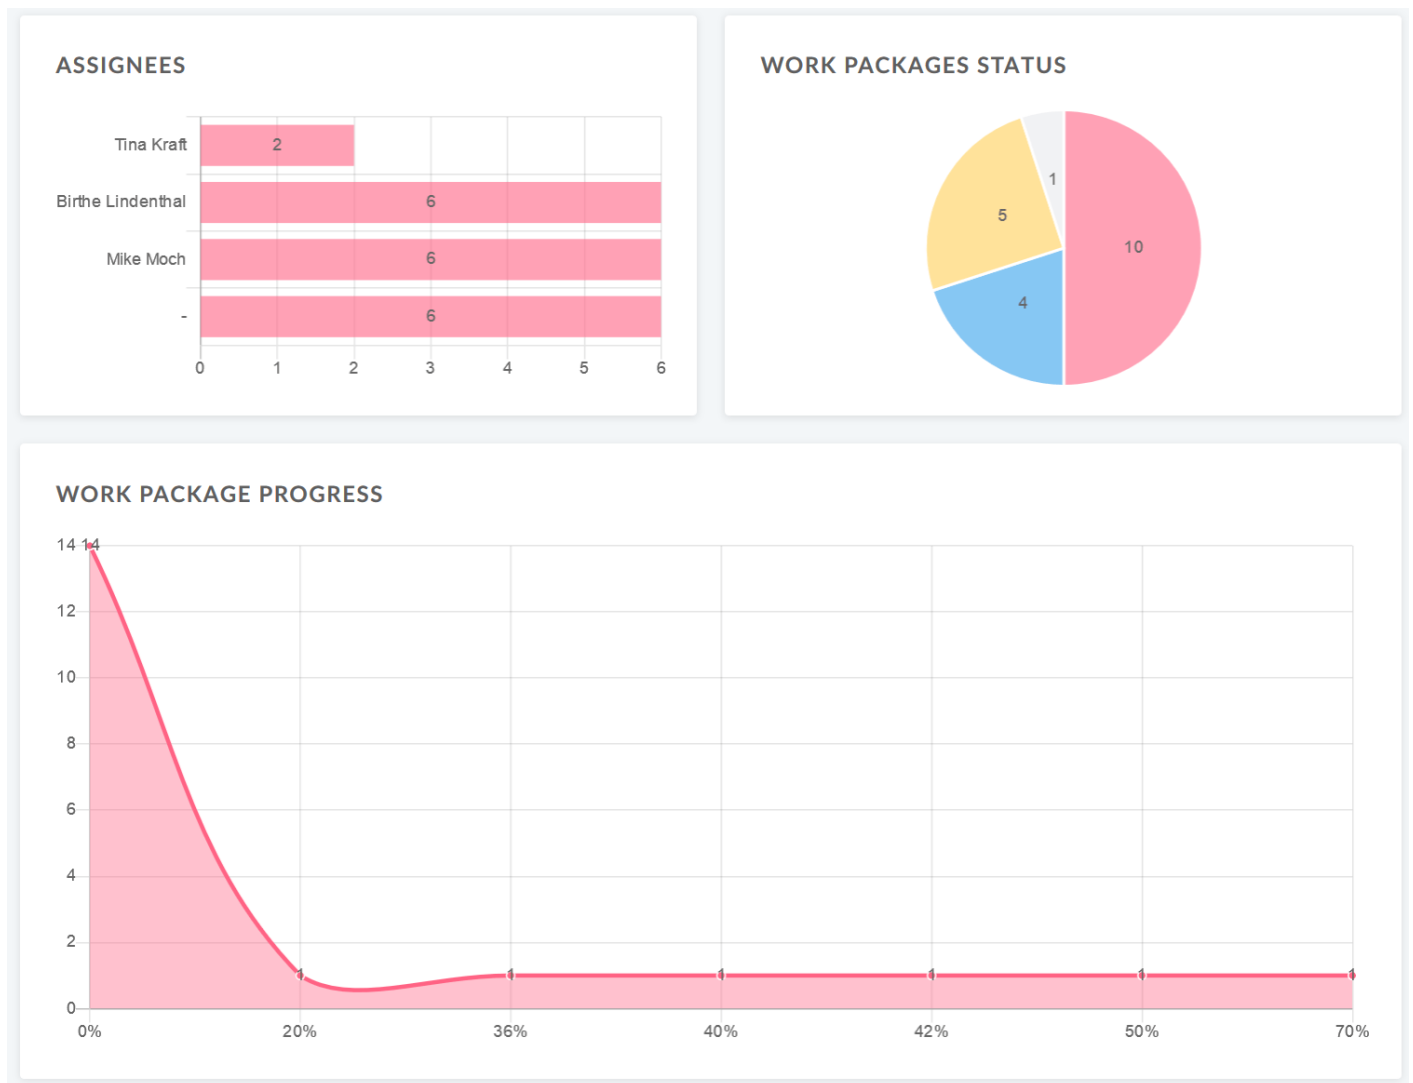 ASSIGNEES
Tina Kraft 2
Birthe Lindenthal 6
Mike Moch 6
- 6
0 1 2 3 4 5 6
WORK PACKAGES STATUS
1
5
10
4
WORK PACKAGE PROGRESS
14 14
12
10
8
6
4
2
1 1 1 1 1 1
0
0% 20% 36% 40% 42% 50% 70%